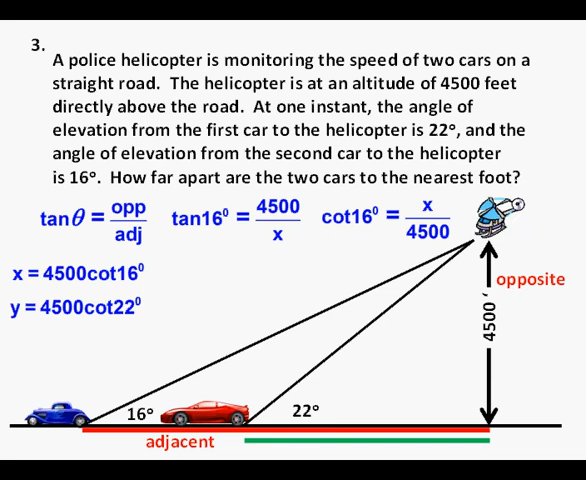 3.
A police helicopter is monitoring the speed of two cars on a
straight road. The helicopter is at an altitude of 4500 feet
directly above the road. At one instant, the angle of
elevation from the first car to the helicopter is 22°, and the
angle of elevation from the second car to the helicopter
is 16°. How far apart are the two cars to the nearest foot?
tanθ = opp/adj tan16⁰ = 4500/x cot16⁰ = x/4500
x = 4500cot16⁰
y = 4500cot22⁰
opposite
4500 '
16° 22°
adjacent